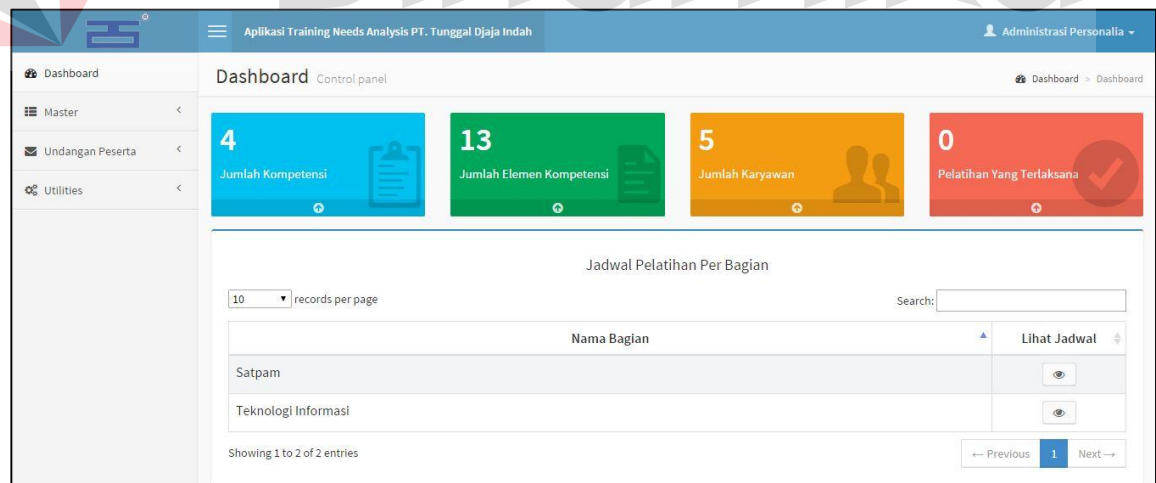 Aplikasi Training Needs Analysis PT. Tunggal Djaja Indah
Administrasi Personalia
Dashboard
Master
Undangan Peserta
Utilities
Dashboard Control panel
Dashboard > Dashboard
4
Jumlah Kompetensi
13
Jumlah Elemen Kompetensi
5
Jumlah Karyawan
0
Pelatihan Yang Terlaksana
Jadwal Pelatihan Per Bagian
10 records per page
Search:
Nama Bagian Lihat Jadwal
Satpam
Teknologi Informasi
Showing 1 to 2 of 2 entries
← Previous 1 Next →